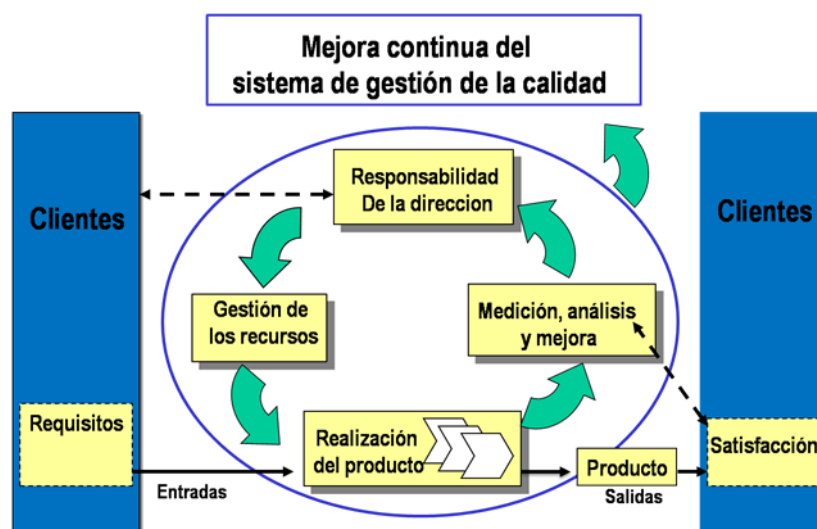 Mejora continua del
sistema de gestión de la calidad
Clientes
Responsabilidad
De la direccion
Clientes
Gestión de
los recursos
Medición, análisis
y mejora
Requisitos
Realización
del producto
Producto
Satisfacción
Entradas
Salidas